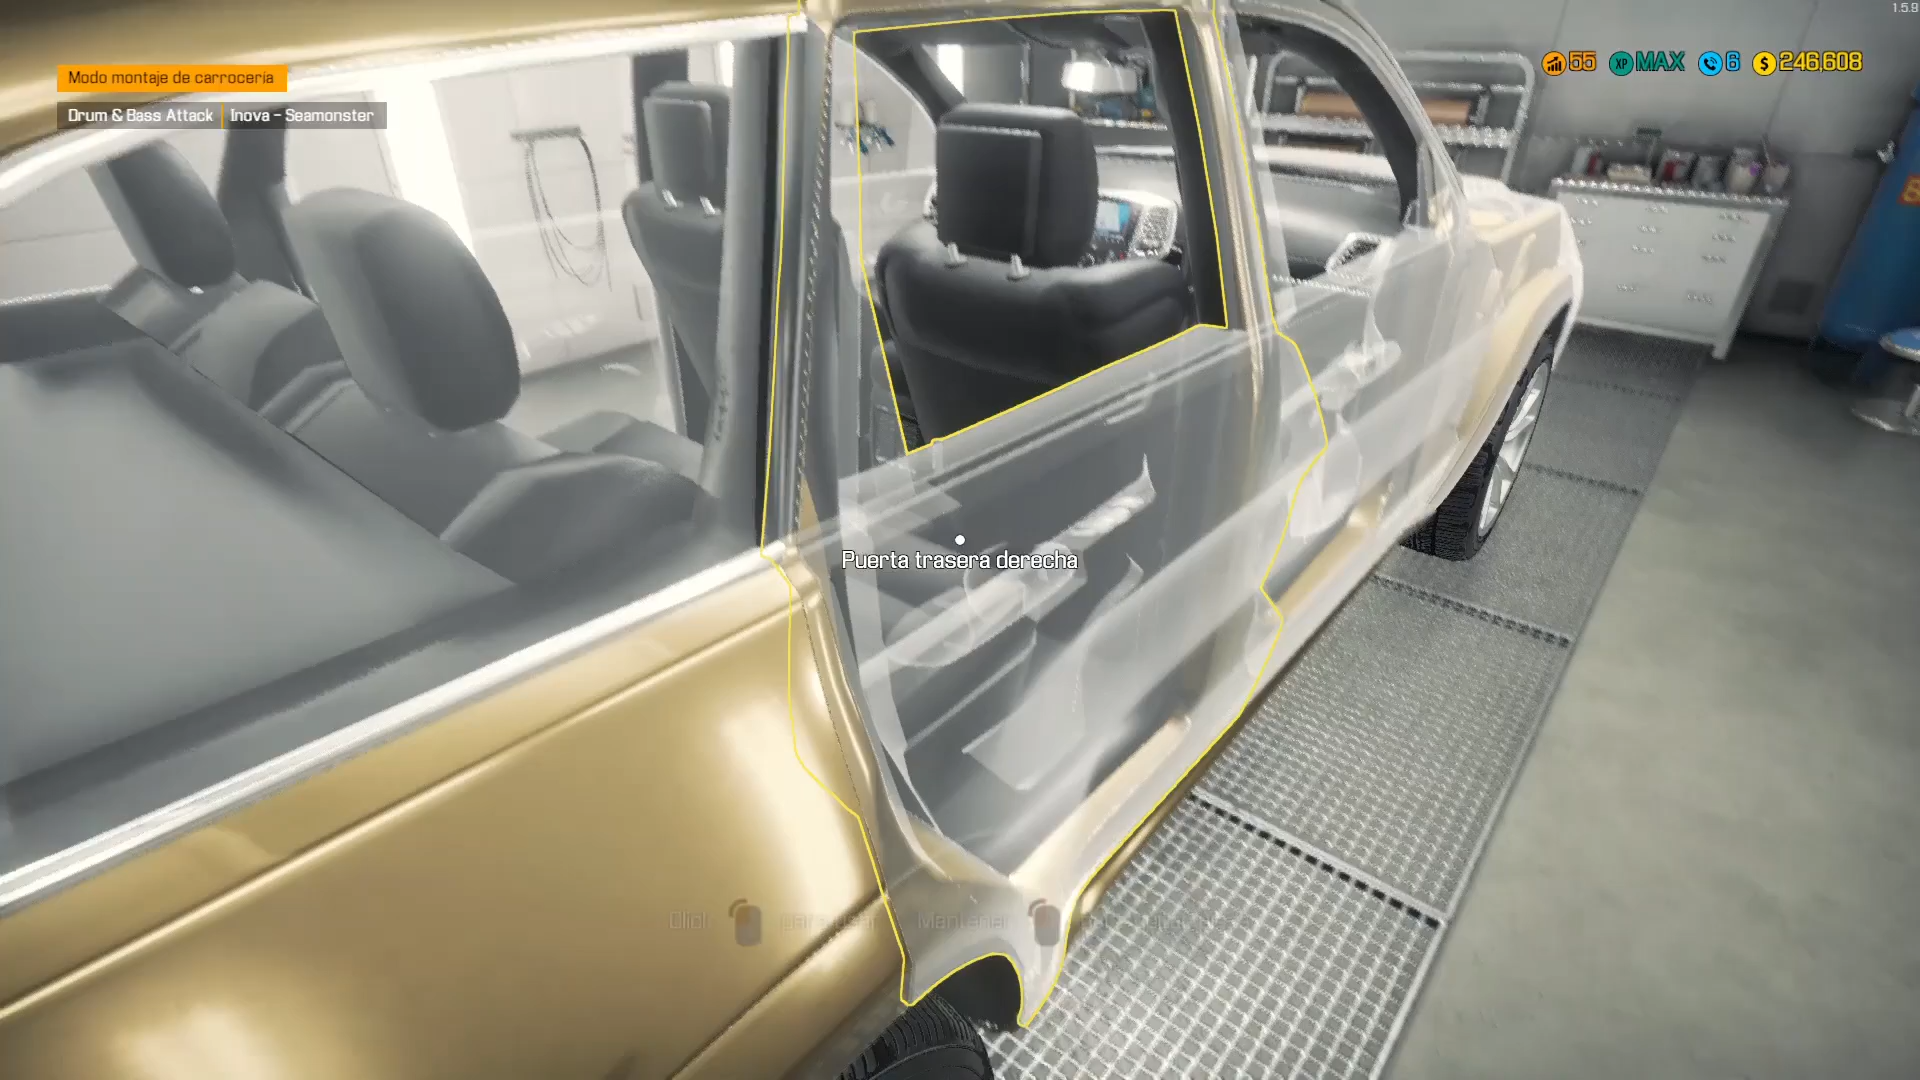 1.5.9
55 XP MAX 6 $ 246,608
Modo montaje de carrocería
Drum & Bass Attack Inova - Seamonster
Puerta trasera derecha
Click para usar Mantener